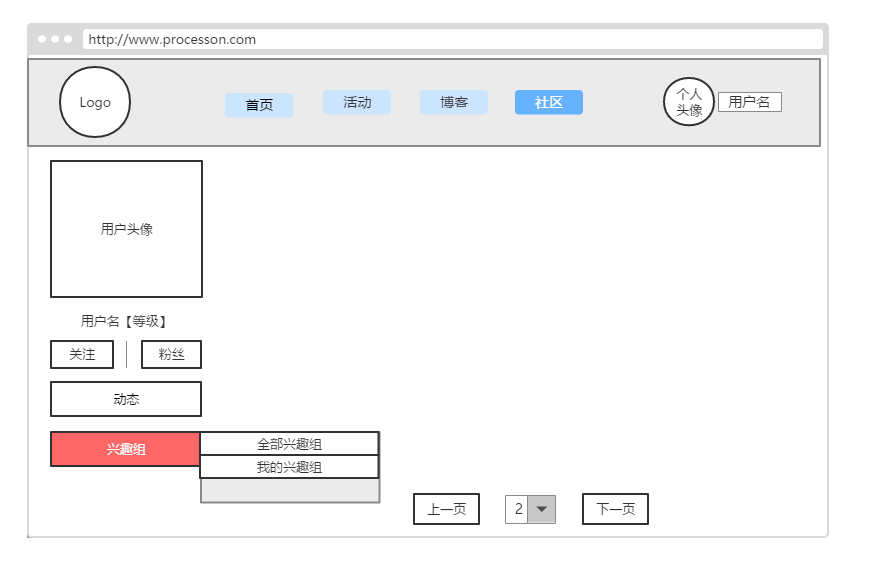 http://www.processon.com
Logo
首页
活动
博客
社区
个人
头像
用户名
用户头像
用户名【等级】
关注
粉丝
动态
兴趣组
全部兴趣组
我的兴趣组
上一页
2
下一页